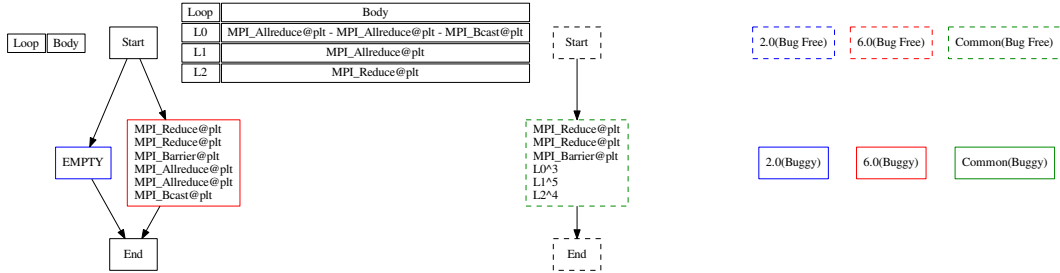 Loop Body
Start
Loop Body
L0 MPI_Allreduce@plt - MPI_Allreduce@plt - MPI_Bcast@plt
L1 MPI_Allreduce@plt
L2 MPI_Reduce@plt
Start
2.0(Bug Free) 6.0(Bug Free) Common(Bug Free)
EMPTY
MPI_Reduce@plt
MPI_Reduce@plt
MPI_Barrier@plt
MPI_Allreduce@plt
MPI_Allreduce@plt
MPI_Bcast@plt
MPI_Reduce@plt
MPI_Reduce@plt
MPI_Barrier@plt
L0^3
L1^5
L2^4
2.0(Buggy) 6.0(Buggy) Common(Buggy)
End
End